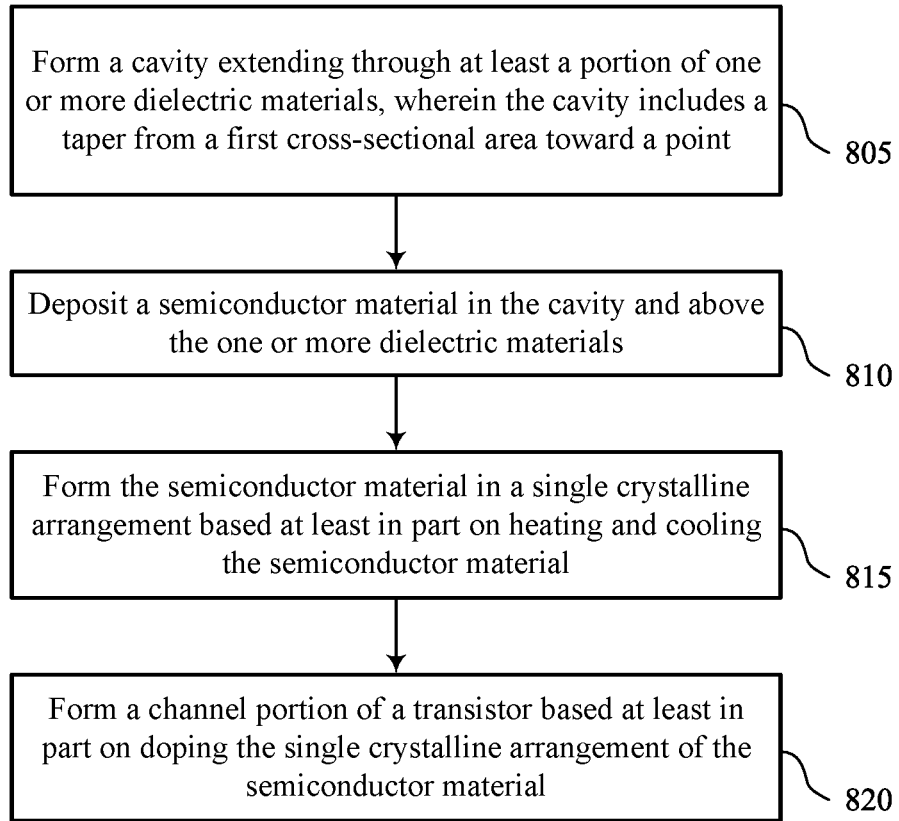 Form a cavity extending through at least a portion of one
or more dielectric materials, wherein the cavity includes a
taper from a first cross-sectional area toward a point
805
Deposit a semiconductor material in the cavity and above
the one or more dielectric materials
810
Form the semiconductor material in a single crystalline
arrangement based at least in part on heating and cooling
the semiconductor material
815
Form a channel portion of a transistor based at least in
part on doping the single crystalline arrangement of the
semiconductor material
820